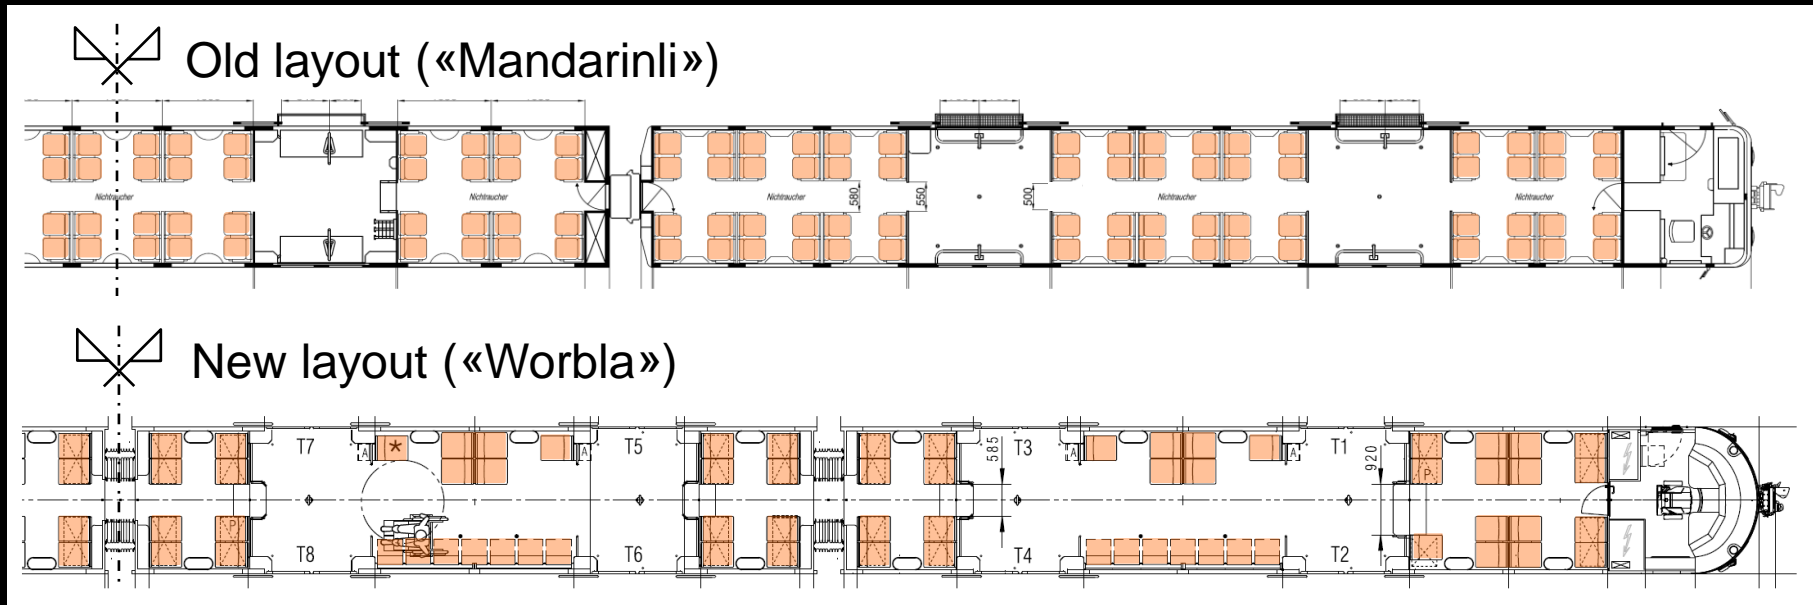 Old layout («Mandarinli»)
Nichtraucher Nichtraucher Nichtraucher 580 550 500 Nichtraucher Nichtraucher
New layout («Worbla»)
T7 T5 T3 T1
A A A A
* 585 920 P
P
T8 T6 T4 T2